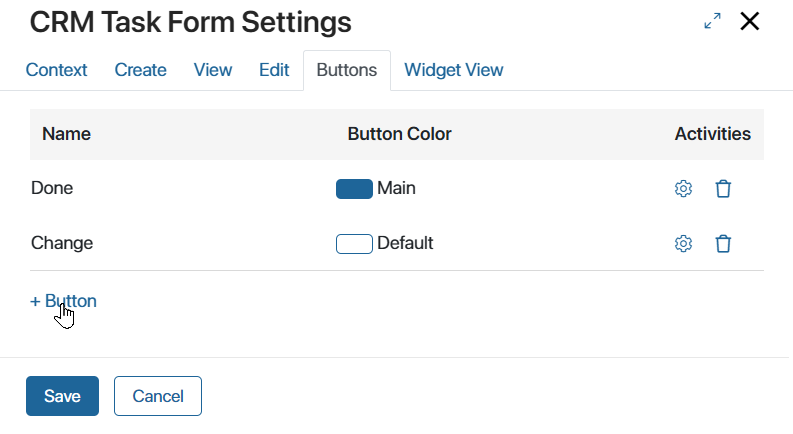 CRM Task Form Settings
Context Create View Edit Buttons Widget View
Name Button Color Activities
Done Main
Change Default
+ Button
Save Cancel